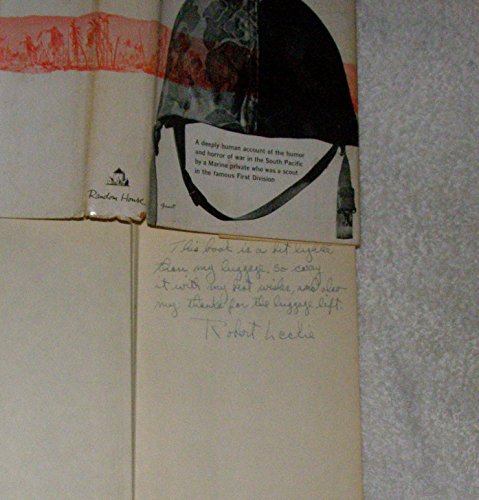 A deeply human account of the humor
and horror of war in the South Pacific
by a Marine private who was a scout
in the famous First Division
Random House
This book is a bit lighter
than my luggage, so carry
it with my best wishes, and also
my thanks for the luggage lift.
Robert Leckie